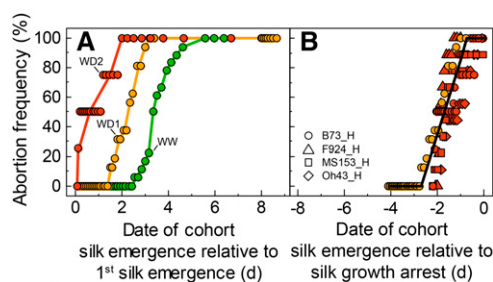 Abortion frequency (%)
100
80
60
40
20
0
A
WD2
WD1
WW
0 2 4 6 8
Date of cohort
silk emergence relative to
1st silk emergence (d)
B
B73_H
F924_H
MS153_H
Oh43_H
-8 -6 -4 -2 0
Date of cohort
silk emergence relative to
silk growth arrest (d)